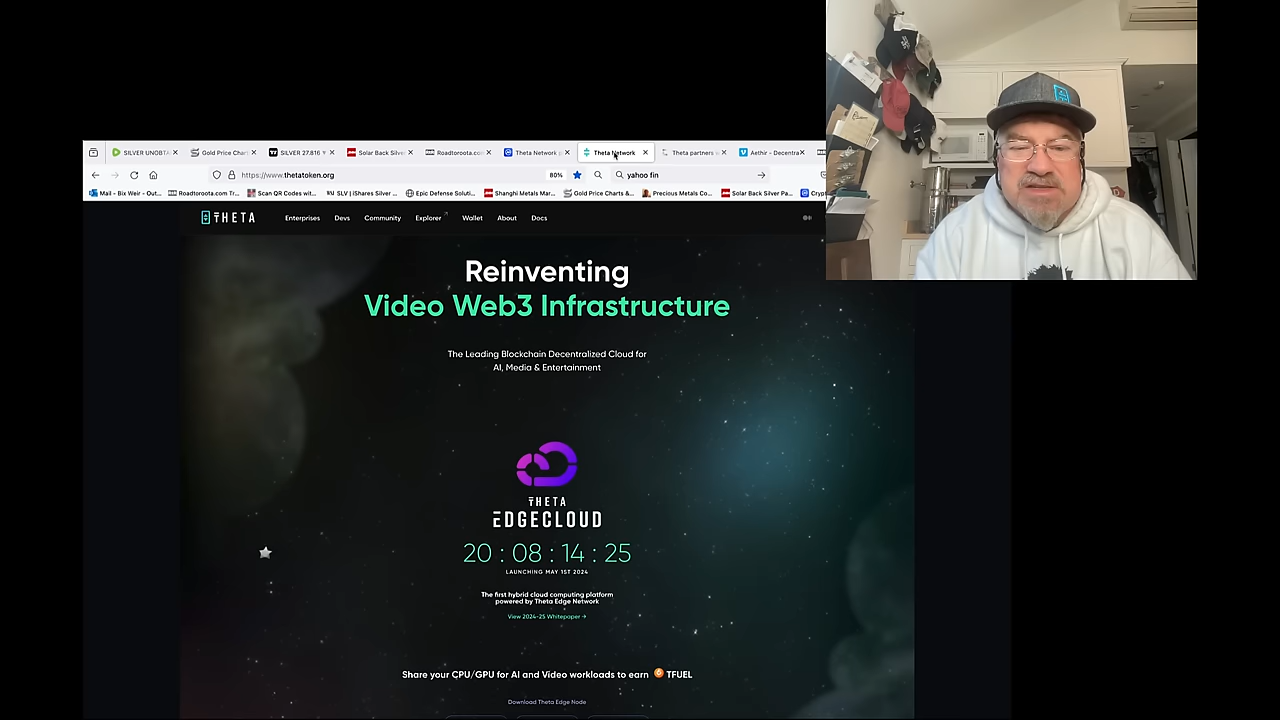 SILVER UNOBTA
Gold Price Chart
SILVER 27.816
Solar Back Silver
Roadtoroota.co
Theta Network
Theta Network
Theta partners
Aethir - Decentra
https://www.thetatoken.org
80%
yahoo fin
Mail - Bix Weir - Out...
Roadtoroota.com Tr...
Scan QR Codes wit...
SLV | iShares Silver ...
Epic Defense Soluti...
Shanghi Metals Mar...
Gold Price Charts &...
Precious Metals Co...
Solar Back Silver Pa...
Cryp
THETA
Enterprises
Devs
Community
Explorer
Wallet
About
Docs
Reinventing
Video Web3 Infrastructure
The Leading Blockchain Decentralized Cloud for
AI, Media & Entertainment
THETA
EDGECLOUD
20 : 08 : 14 : 25
LAUNCHING MAY 1ST 2024
The first hybrid cloud computing platform
powered by Theta Edge Network
View 2024-25 Whitepaper →
Share your CPU/GPU for AI and Video workloads to earn TFUEL
Download Theta Edge Node